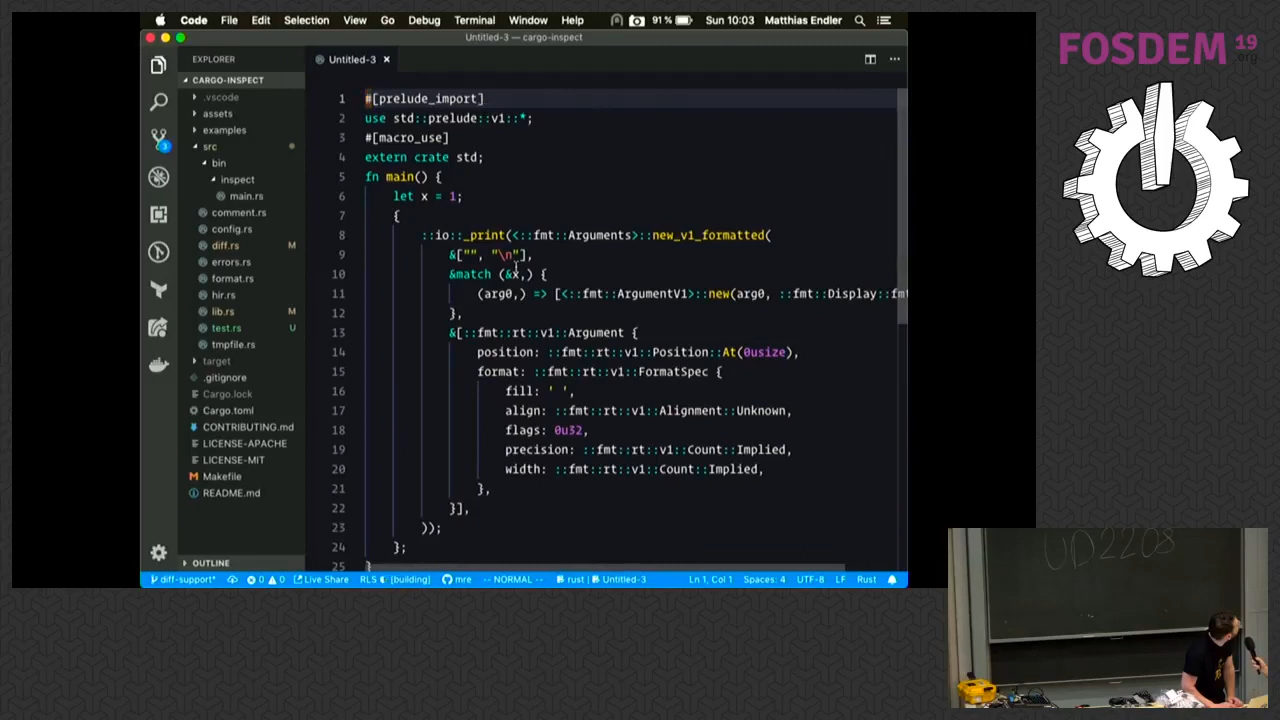 Code File Edit Selection View Go Debug Terminal Window Help 91% Sun 10:03 Matthias Endler
Untitled-3 — cargo-inspect
FOSDEM 19
.org
EXPLORER
CARGO-INSPECT
.vscode
assets
examples
src
bin
inspect
main.rs
comment.rs
config.rs
diff.rs M
errors.rs
format.rs
hir.rs
lib.rs M
test.rs U
tmpfile.rs
target
.gitignore
Cargo.lock
Cargo.toml
CONTRIBUTING.md
LICENSE-APACHE
LICENSE-MIT
Makefile
README.md
OUTLINE
3
Untitled-3 ×
1 #[prelude_import]
2 use std::prelude::v1::*;
3 #[macro_use]
4 extern crate std;
5 fn main() {
6 let x = 1;
7 {
8 ::io::_print(<::fmt::Arguments>::new_v1_formatted(
9 &["", "\n"],
10 &match (&x,) {
11 (arg0,) => [<::fmt::ArgumentV1>::new(arg0, ::fmt::Display::fm
12 },
13 &[::fmt::rt::v1::Argument {
14 position: ::fmt::rt::v1::Position::At(0usize),
15 format: ::fmt::rt::v1::FormatSpec {
16 fill: ' ',
17 align: ::fmt::rt::v1::Alignment::Unknown,
18 flags: 0u32,
19 precision: ::fmt::rt::v1::Count::Implied,
20 width: ::fmt::rt::v1::Count::Implied,
21 },
22 }],
23 ));
24 };
25 }
diff-support* 0 0 Live Share RLS (building) mre -- NORMAL -- rust | Untitled-3 Ln 1, Col 1 Spaces: 4 UTF-8 LF Rust
UD2208